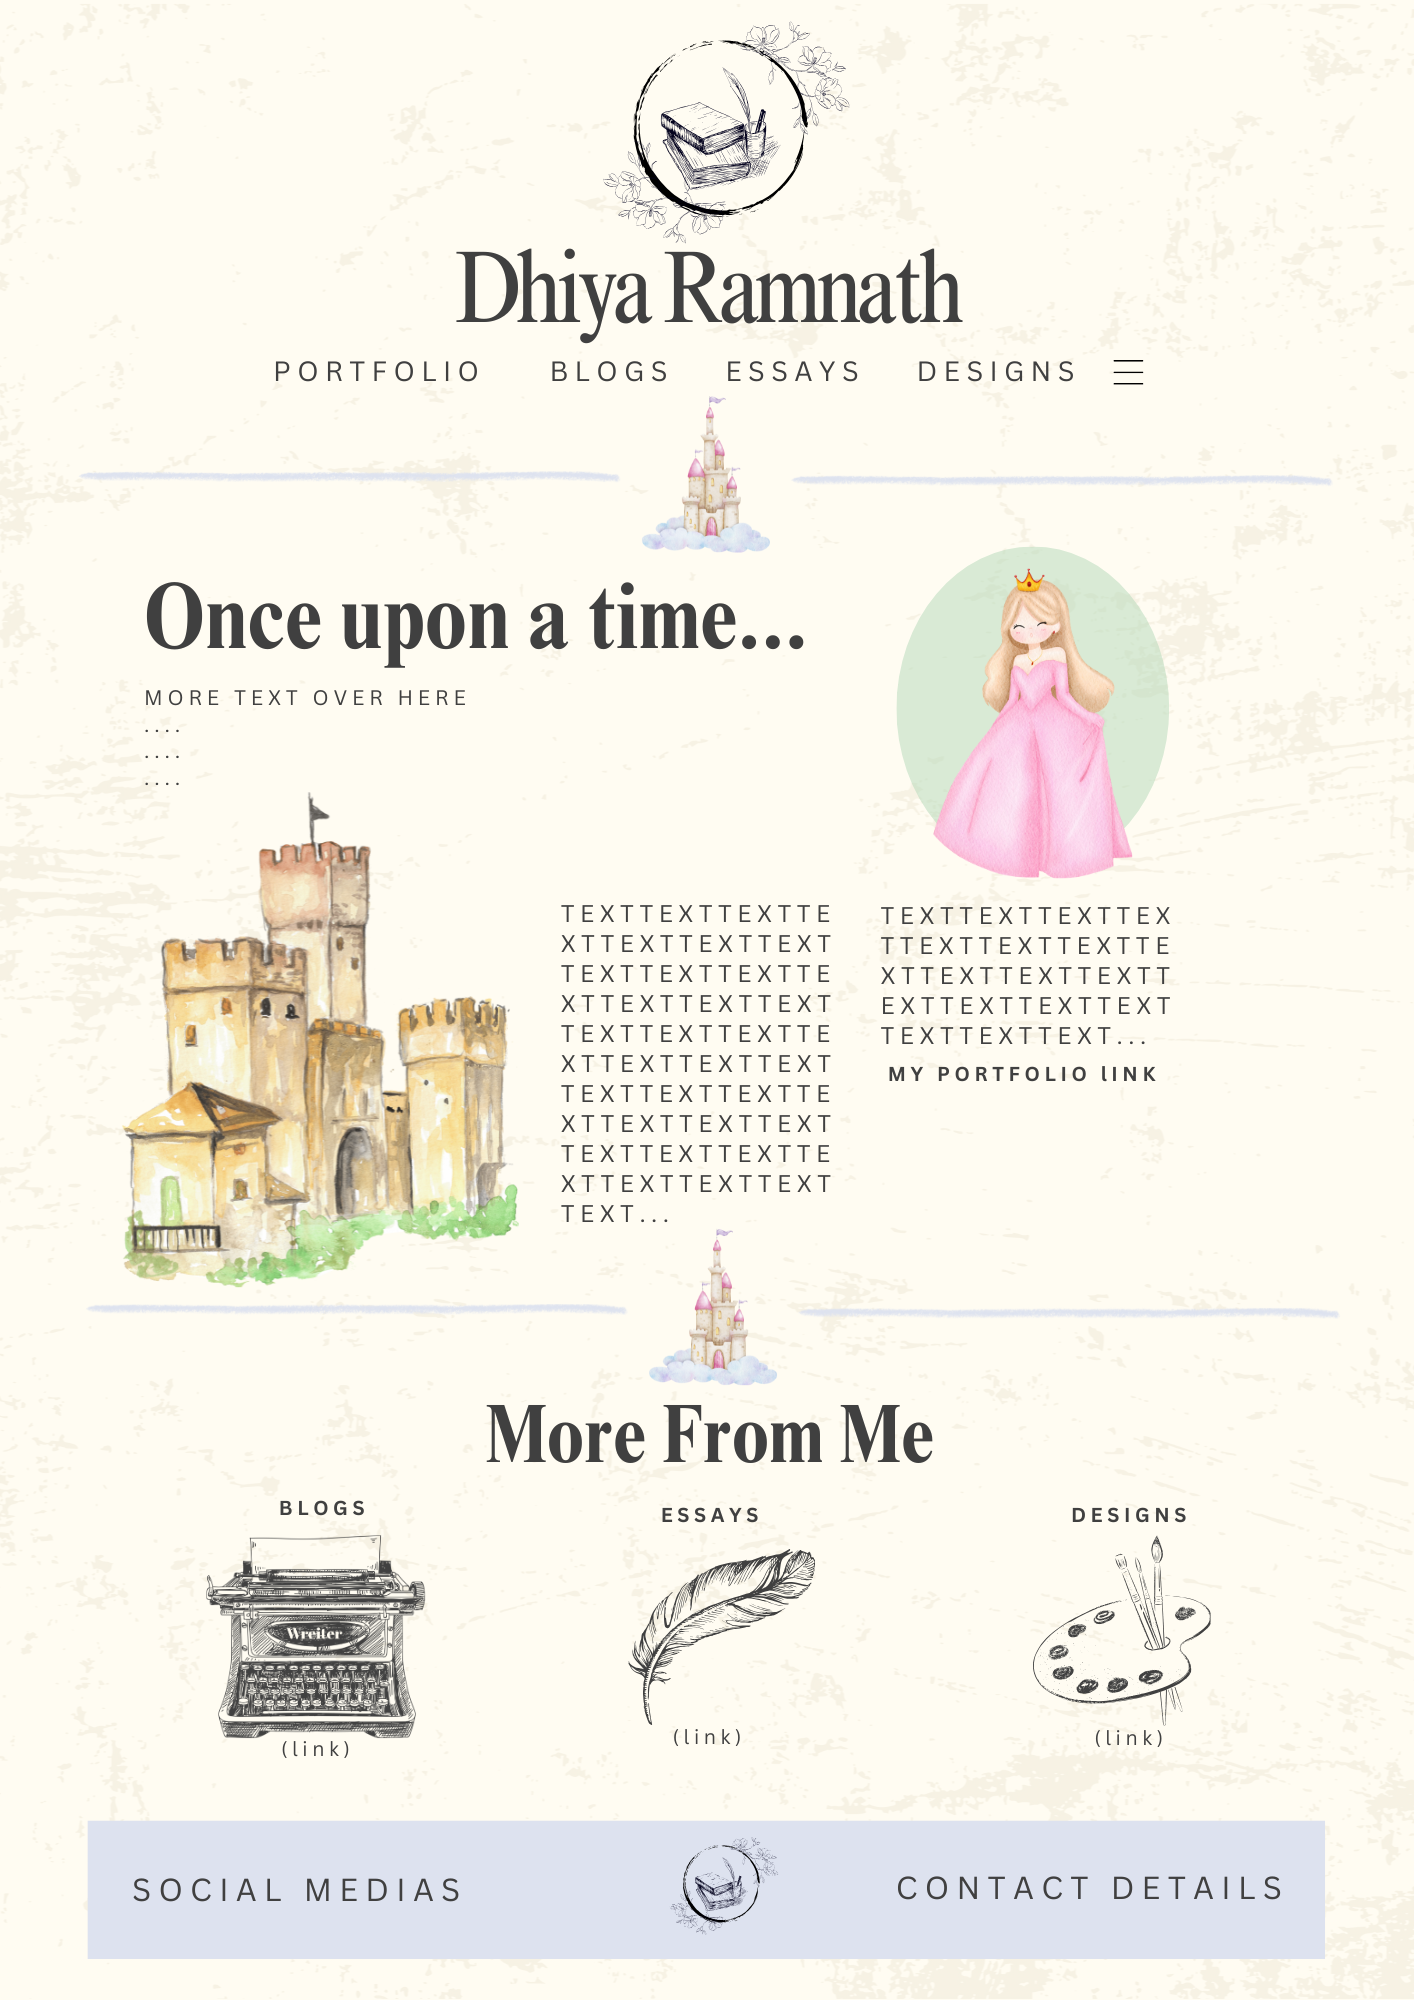 Dhiya Ramnath
PORTFOLIO BLOGS ESSAYS DESIGNS
Once upon a time...
MORE TEXT OVER HERE
....
....
....
TEXTTEXTTEXTTE
XTTEXTTEXTTEXT
TEXTTEXTTEXTTE
XTTEXTTEXTTEXT
TEXTTEXTTEXTTE
XTTEXTTEXTTEXT
TEXTTEXTTEXTTE
XTTEXTTEXTTEXT
TEXTTEXTTEXTTE
XTTEXTTEXTTEXT
TEXT...
TEXTTEXTTEXTTEX
TTEXTTEXTTEXTTE
XTTEXTTEXTTEXTT
EXTTEXTTEXTTEXT
TEXTTEXTTEXT...
MY PORTFOLIO lINK
More From Me
BLOGS
Wreiter
(link)
ESSAYS
(link)
DESIGNS
(link)
SOCIAL MEDIAS
CONTACT DETAILS